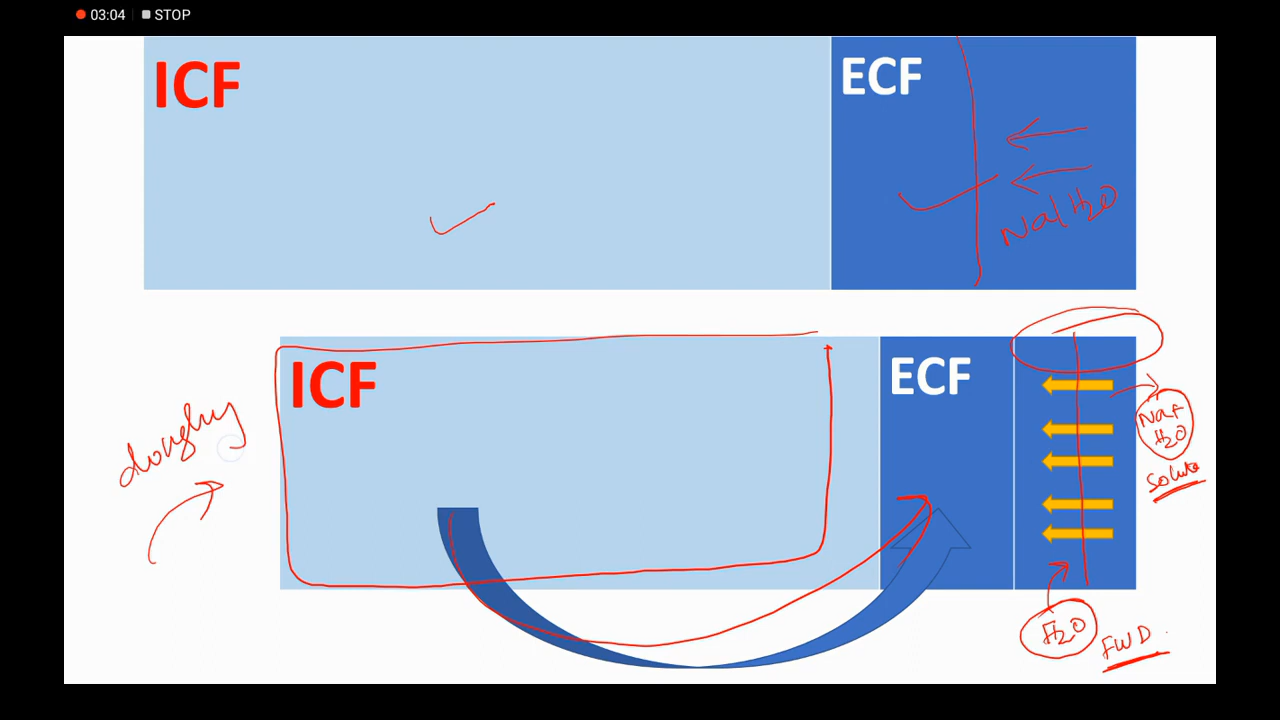 03:04 STOP
ICF
ECF
Na+ H2O
ICF
ECF
Na+
H2O
Solute
H2O
FWD